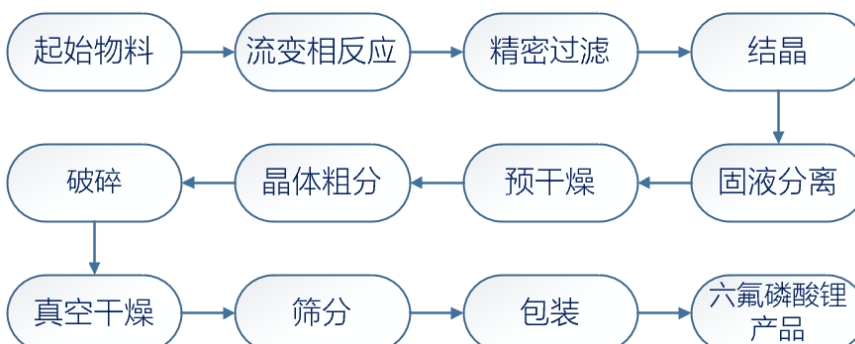 起始物料
流变相反应
精密过滤
结晶
固液分离
预干燥
晶体粗分
破碎
真空干燥
筛分
包装
六氟磷酸锂
产品